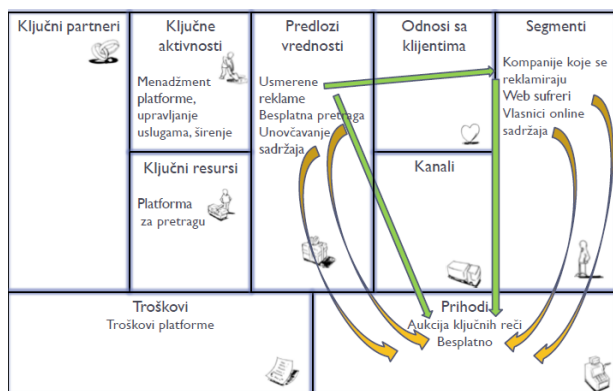 Ključni partneri
Ključne
aktivnosti
Menadžment
platforme,
upravljanje
uslugama, širenje
Ključni resursi
Platforma
za pretragu
Predlozi
vrednosti
Usmerene
reklame
Besplatna pretraga
Unovčavanje
sadržaja
Odnosi sa
klijentima
Kanali
Segmenti
Kompanije koje se
reklamiraju
Web sufreri
Vlasnici online
sadržaja
Troškovi
Troškovi platforme
Prihodi
Aukcija ključnih reči
Besplatno